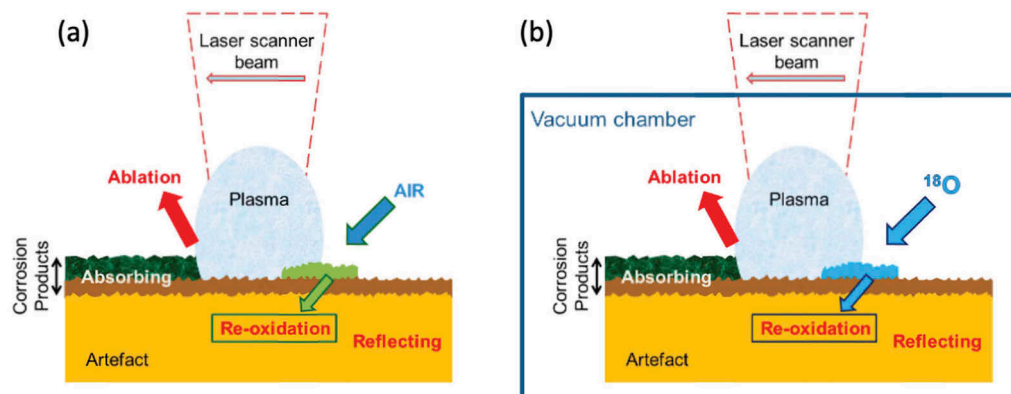 (a)
Laser scanner
beam
Ablation
Plasma
AIR
Corrosion
Products
Absorbing
Re-oxidation
Reflecting
Artefact
(b)
Laser scanner
beam
Vacuum chamber
Ablation
Plasma
18O
Corrosion
Products
Absorbing
Re-oxidation
Reflecting
Artefact